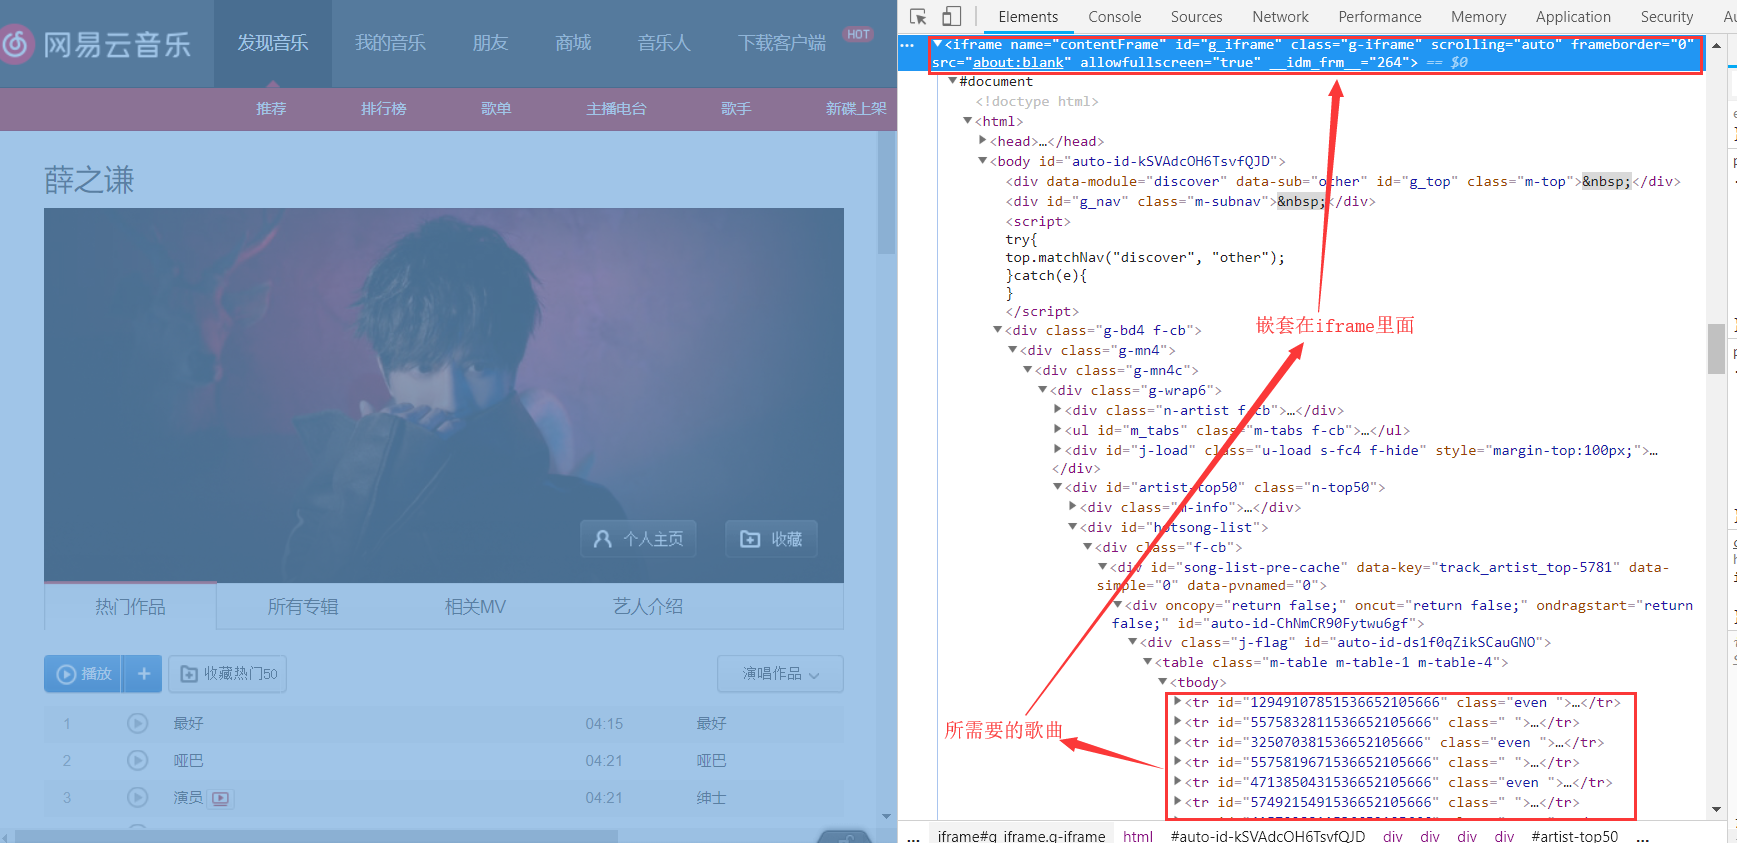 网易云音乐
发现音乐
我的音乐
朋友
商城
音乐人
下载客户端
HOT
推荐
排行榜
歌单
主播电台
歌手
新碟上架
薛之谦
个人主页
收藏
热门作品
所有专辑
相关MV
艺人介绍
播放
+
收藏热门50
演唱作品
1 最好 04:15 最好
2 哑巴 04:21 哑巴
3 演员 04:21 绅士
Elements Console Sources Network Performance Memory Application Security
<iframe name="contentFrame" id="g_iframe" class="g-iframe" scrolling="auto" frameborder="0"
src="about:blank" allowfullscreen="true" __idm_frm__="264"> == $0
#document
<!doctype html>
<html>
<head>…</head>
<body id="auto-id-kSVAdcOH6TsvfQJD">
<div data-module="discover" data-sub="other" id="g_top" class="m-top">&nbsp;</div>
<div id="g_nav" class="m-subnav">&nbsp;</div>
<script>
try{
top.matchNav("discover", "other");
}catch(e){
}
</script>
嵌套在iframe里面
<div class="g-bd4 f-cb">
<div class="g-mn4">
<div class="g-mn4c">
<div class="g-wrap6">
<div class="n-artist f-cb">…</div>
<ul id="m_tabs" class="m-tabs f-cb">…</ul>
<div id="j-load" class="u-load s-fc4 f-hide" style="margin-top:100px;">…
</div>
<div id="artist-top50" class="n-top50">
<div class="m-info">…</div>
<div id="hotsong-list">
<div class="f-cb">
<div id="song-list-pre-cache" data-key="track_artist_top-5781" data-
simple="0" data-pvnamed="0">
<div oncopy="return false;" oncut="return false;" ondragstart="return
false;" id="auto-id-ChNmCR90Fytwu6gf">
<div class="j-flag" id="auto-id-ds1f0qZikSCauGNO">
<table class="m-table m-table-1 m-table-4">
<tbody>
<tr id="12949107851536652105666" class="even ">…</tr>
<tr id="5575832811536652105666" class=" ">…</tr>
所需要的歌曲
<tr id="325070381536652105666" class="even ">…</tr>
<tr id="5575819671536652105666" class=" ">…</tr>
<tr id="4713850431536652105666" class="even ">…</tr>
<tr id="5749215491536652105666" class=" ">…</tr>
... iframe#g_iframe.g-iframe html #auto-id-kSVAdcOH6TsvfQJD div div div div #artist-top50 ...